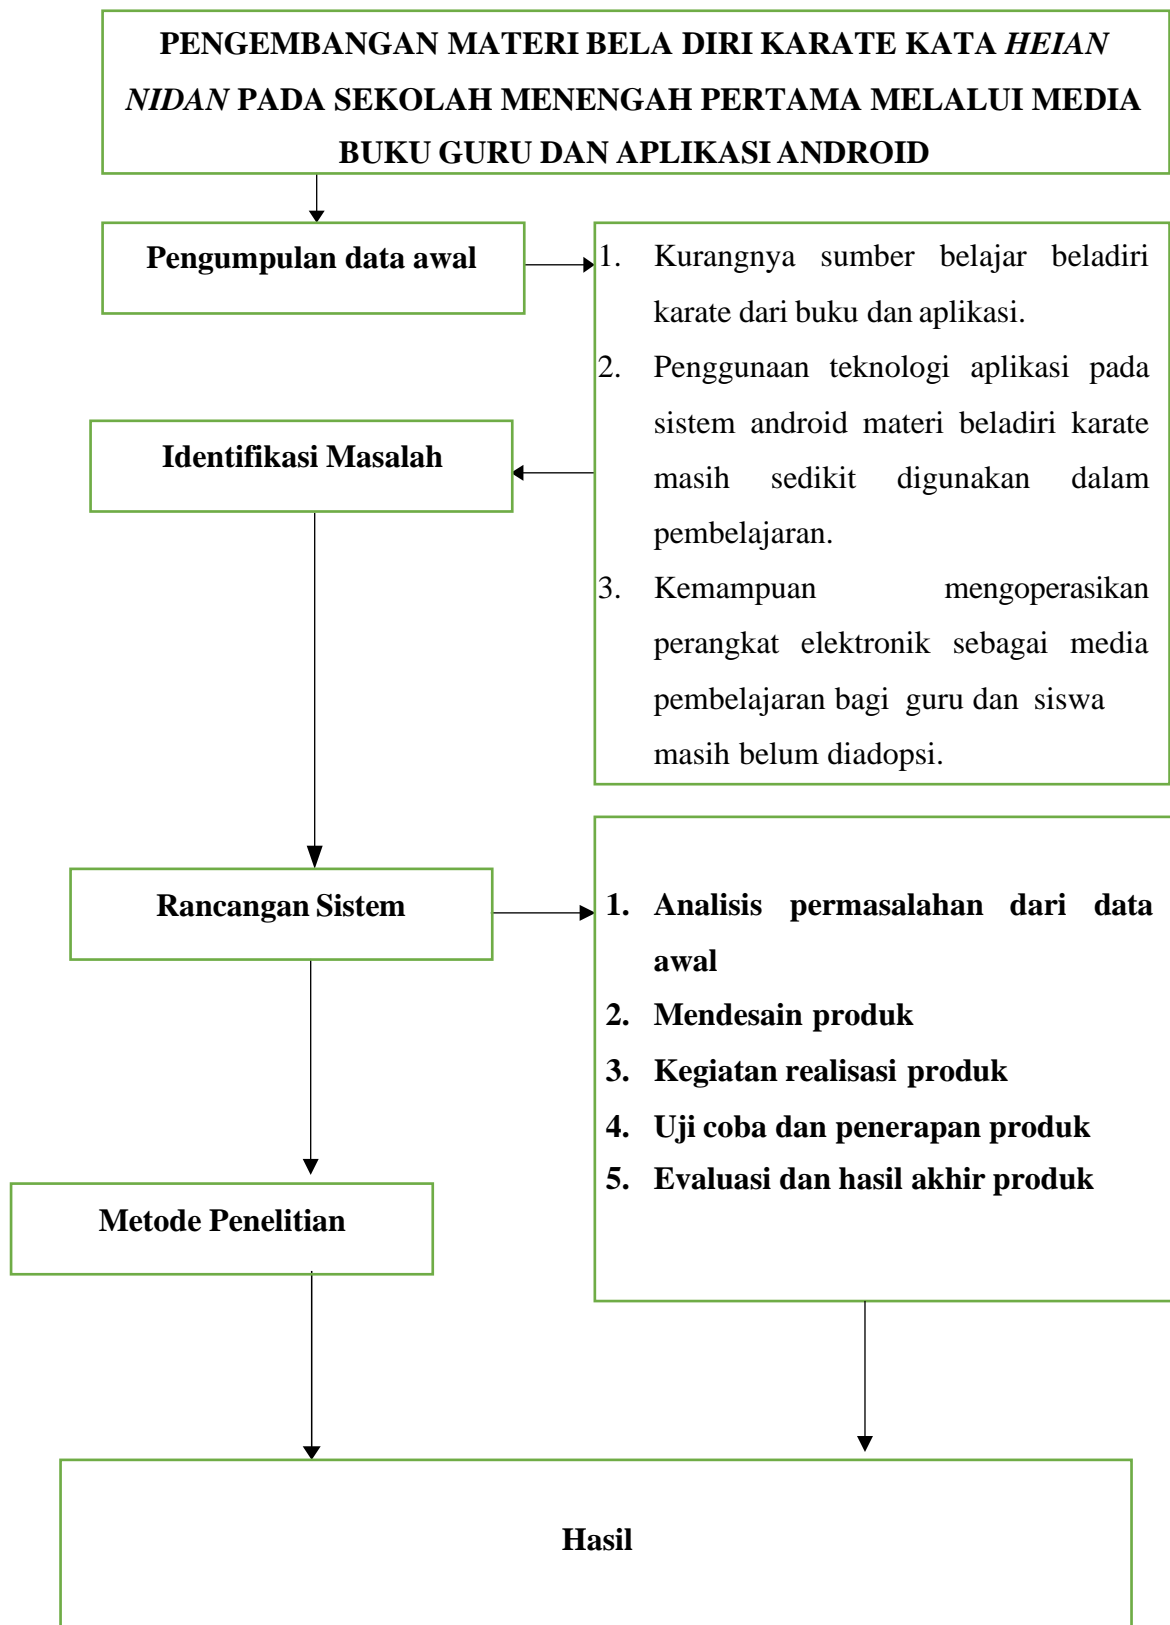 PENGEMBANGAN MATERI BELA DIRI KARATE KATA HEIAN
NIDAN PADA SEKOLAH MENENGAH PERTAMA MELALUI MEDIA
BUKU GURU DAN APLIKASI ANDROID
Pengumpulan data awal
1. Kurangnya sumber belajar beladiri
karate dari buku dan aplikasi.
2. Penggunaan teknologi aplikasi pada
sistem android materi beladiri karate
masih sedikit digunakan dalam
pembelajaran.
3. Kemampuan mengoperasikan
perangkat elektronik sebagai media
pembelajaran bagi guru dan siswa
masih belum diadopsi.
Identifikasi Masalah
Rancangan Sistem
1. Analisis permasalahan dari data
awal
2. Mendesain produk
3. Kegiatan realisasi produk
4. Uji coba dan penerapan produk
5. Evaluasi dan hasil akhir produk
Metode Penelitian
Hasil